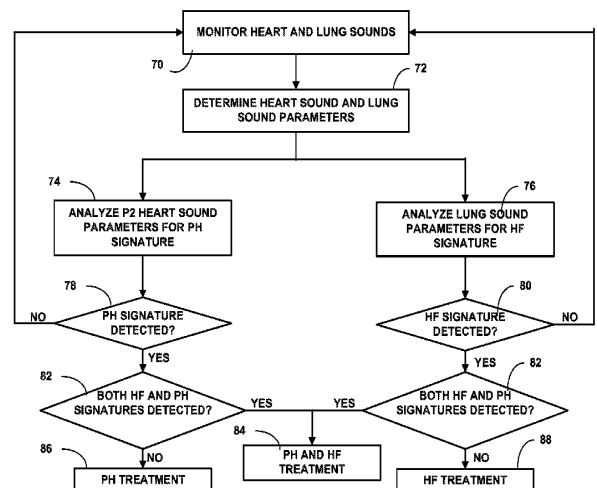 MONITOR HEART AND LUNG SOUNDS
70
72
DETERMINE HEART SOUND AND LUNG
SOUND PARAMETERS
74
ANALYZE P2 HEART SOUND
PARAMETERS FOR PH
SIGNATURE
76
ANALYZE LUNG SOUND
PARAMETERS FOR HF
SIGNATURE
78
NO
PH SIGNATURE
DETECTED?
YES
80
HF SIGNATURE
DETECTED?
NO
YES
82
BOTH HF AND PH
SIGNATURES DETECTED?
YES
NO
82
YES
BOTH HF AND PH
SIGNATURES DETECTED?
NO
84
PH AND HF
TREATMENT
86
PH TREATMENT
88
HF TREATMENT